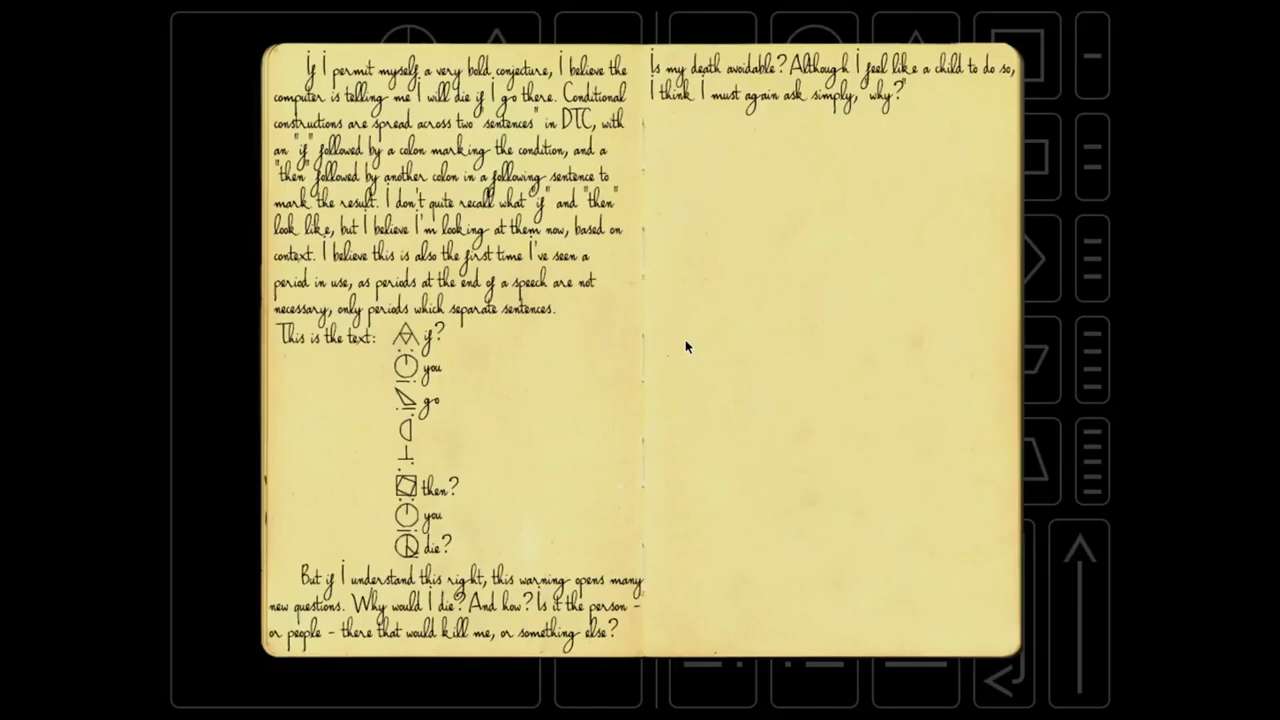 If I permit myself a very bold conjecture, I believe the
computer is telling me I will die if I go there. Conditional
constructions are spread across two "sentences" in DTC, with
an "if" followed by a colon marking the condition, and a
"then" followed by another colon in a following sentence to
mark the result. I don't quite recall what "if" and "then"
look like, but I believe I'm looking at them now, based on
context. I believe this is also the first time I've seen a
period in use, as periods at the end of a speech are not
necessary, only periods which separate sentences.
This is the text:
if?
you
go
then?
you
die?
But if I understand this right, this warning opens many
new questions. Why would I die? And how? Is it the person -
or people - there that would kill me, or something else?
Is my death avoidable? Although I feel like a child to do so,
I think I must again ask simply, "why?"